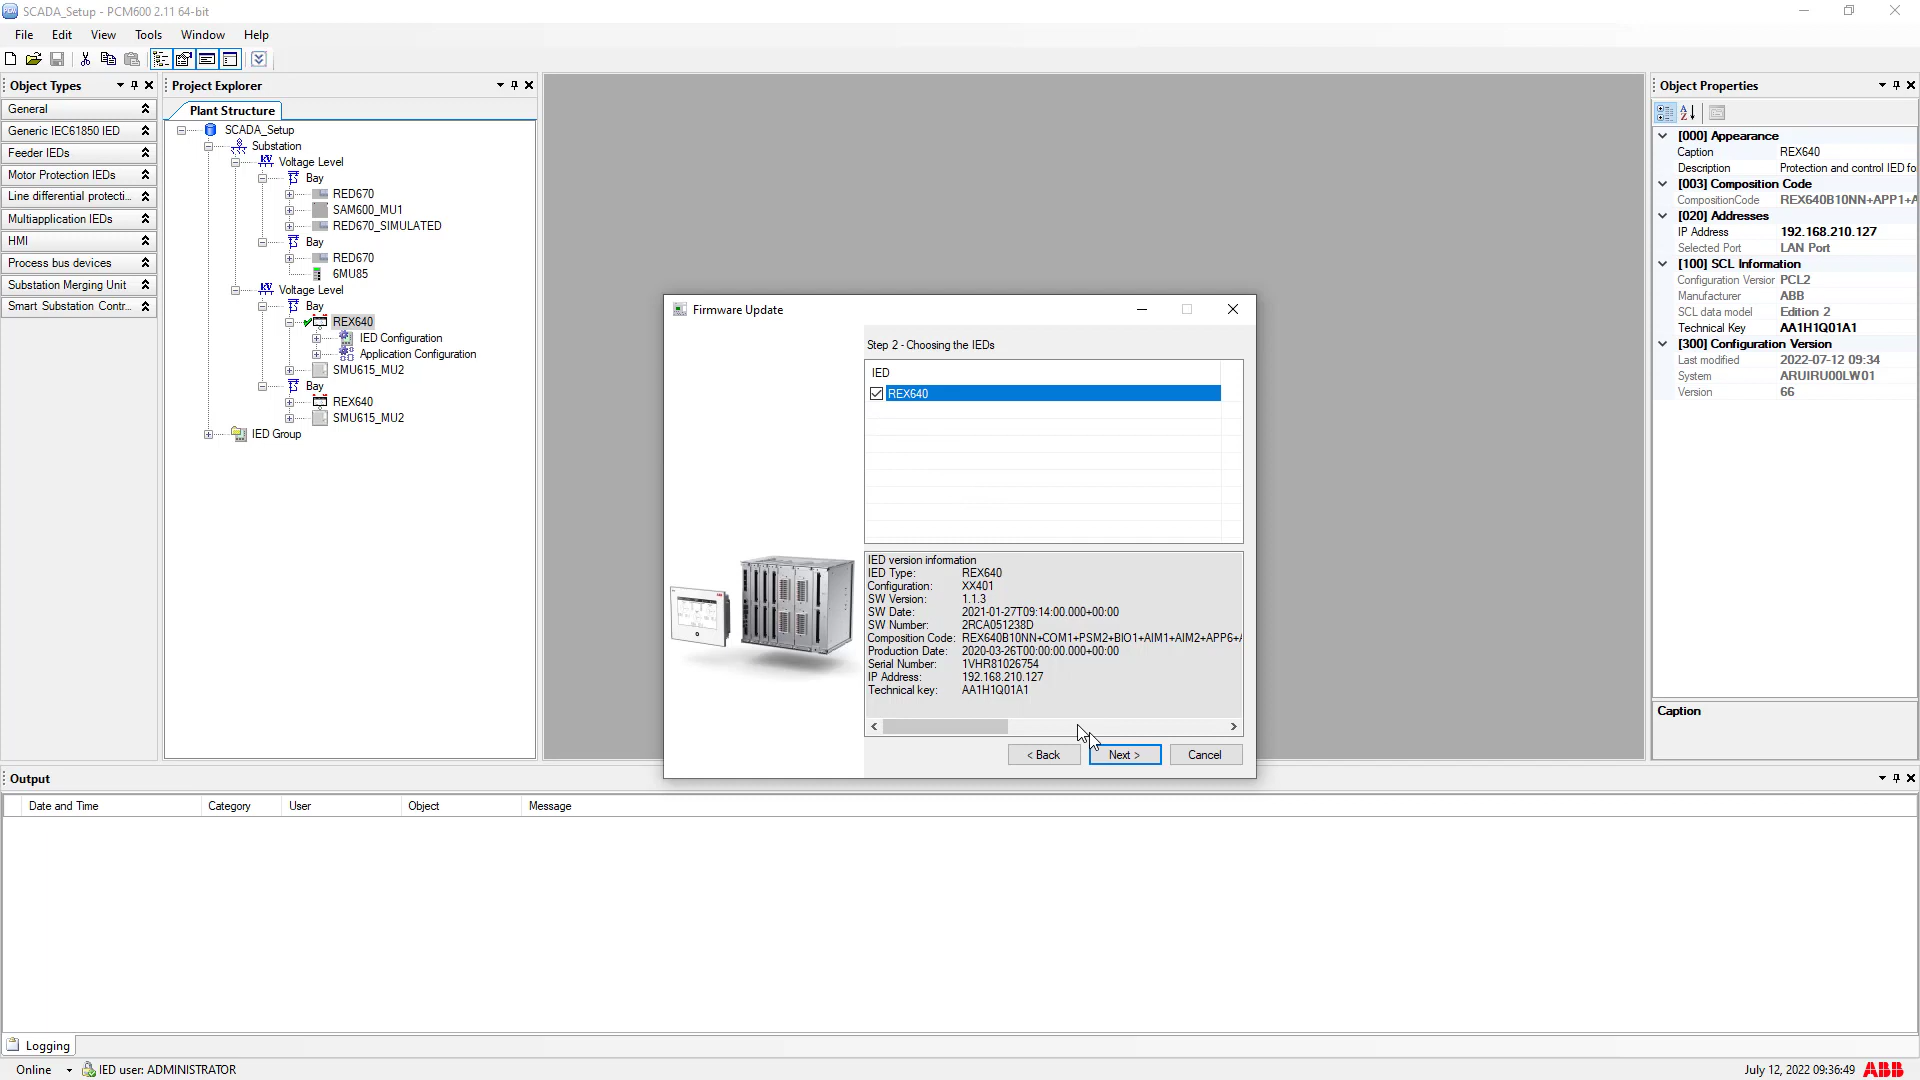 SCADA_Setup - PCM600 2.11 64-bit
File Edit View Tools Window Help
Object Types
General
Generic IEC61850 IED
Feeder IEDs
Motor Protection IEDs
Line differential protecti...
Multiapplication IEDs
HMI
Process bus devices
Substation Merging Unit
Smart Substation Contr...
Project Explorer
Plant Structure
SCADA_Setup
Substation
Voltage Level
Bay
RED670
SAM600_MU1
RED670_SIMULATED
Bay
RED670
6MU85
Voltage Level
Bay
REX640
IED Configuration
Application Configuration
SMU615_MU2
Bay
REX640
SMU615_MU2
IED Group
Firmware Update
Step 2 - Choosing the IEDs
IED
REX640
IED version information
IED Type: REX640
Configuration: XX401
SW Version: 1.1.3
SW Date: 2021-01-27T09:14:00.000+00:00
SW Number: 2RCA051238D
Composition Code: REX640B10NN+COM1+PSM2+BIO1+AIM1+AIM2+APP6+
Production Date: 2020-03-26T00:00:00.000+00:00
Serial Number: 1VHR81026754
IP Address: 192.168.210.127
Technical key: AA1H1Q01A1
< Back Next > Cancel
Object Properties
[000] Appearance
Caption REX640
Description Protection and control IED fo
[003] Composition Code
CompositionCode REX640B10NN+APP1+A
[020] Addresses
IP Address 192.168.210.127
Selected Port LAN Port
[100] SCL Information
Configuration Version PCL2
Manufacturer ABB
SCL data model Edition 2
Technical Key AA1H1Q01A1
[300] Configuration Version
Last modified 2022-07-12 09:34
System ARUIRU00LW01
Version 66
Caption
Output
Date and Time Category User Object Message
Logging
Online IED user: ADMINISTRATOR
July 12, 2022 09:36:49 ABB